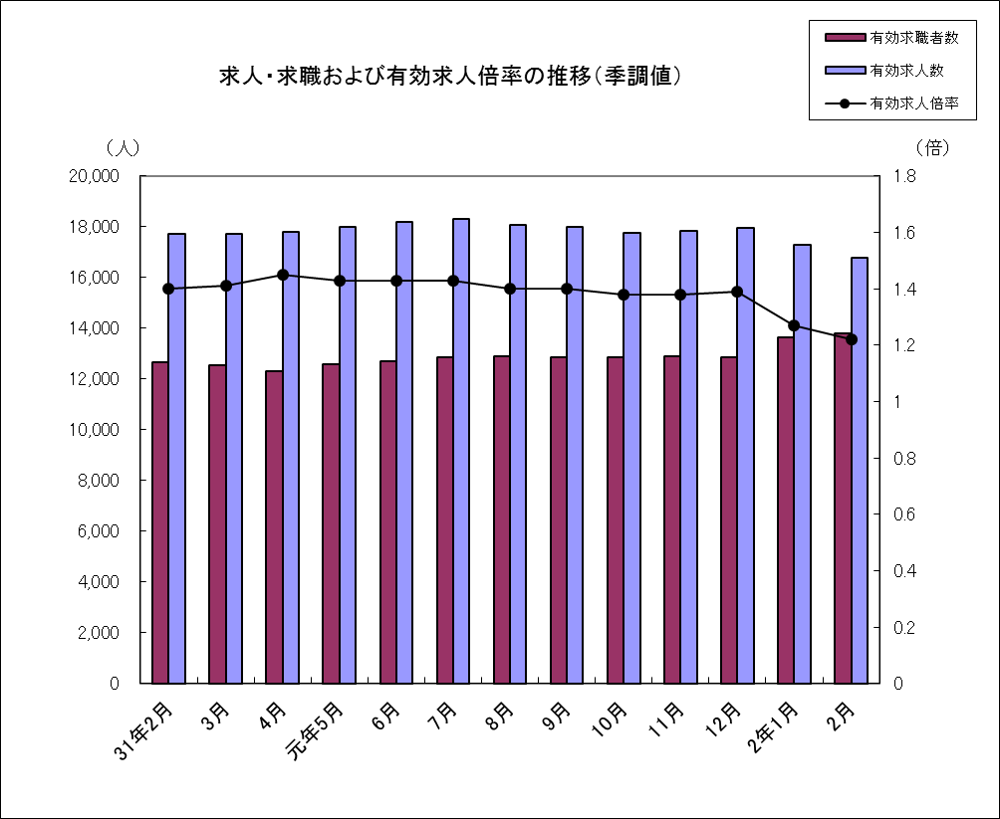 有効求職者数
有効求人数
有効求人倍率
求人・求職および有効求人倍率の推移（季調値）
（人）
（倍）
20,000
18,000
16,000
14,000
12,000
10,000
8,000
6,000
4,000
2,000
0
1.8
1.6
1.4
1.2
1
0.8
0.6
0.4
0.2
0
31年2月
3月
4月
元年5月
6月
7月
8月
9月
10月
11月
12月
2年1月
2月